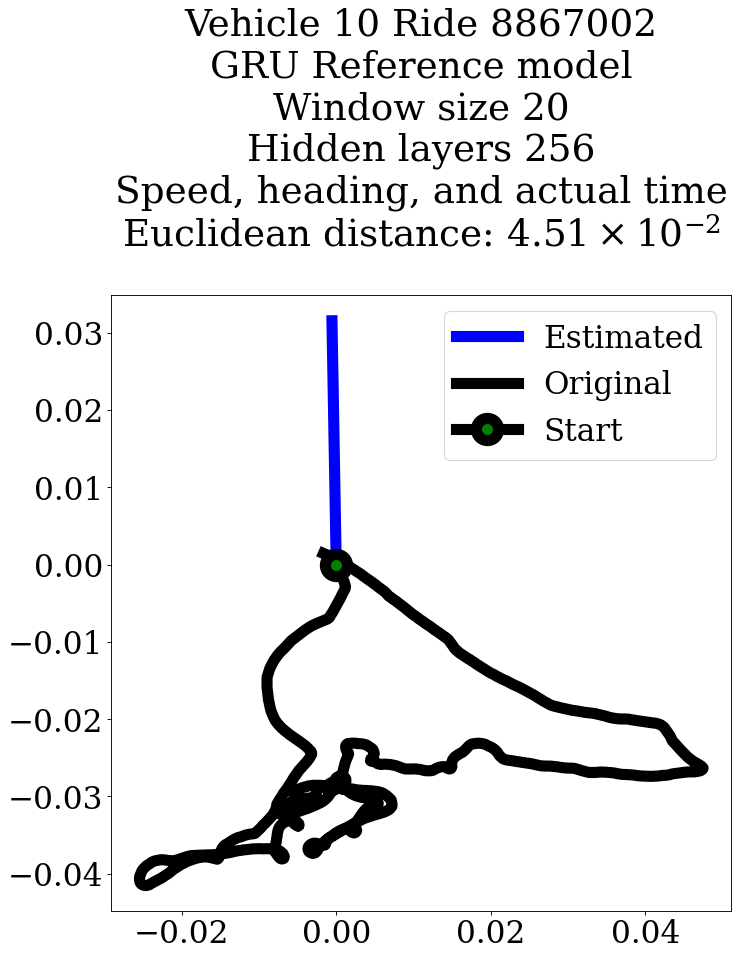 Vehicle 10 Ride 8867002
GRU Reference model
Window size 20
Hidden layers 256
Speed, heading, and actual time
Euclidean distance: 4.51 × 10⁻²
Estimated
Original
Start
0.03
0.02
0.01
0.00
−0.01
−0.02
−0.03
−0.04
−0.02 0.00 0.02 0.04